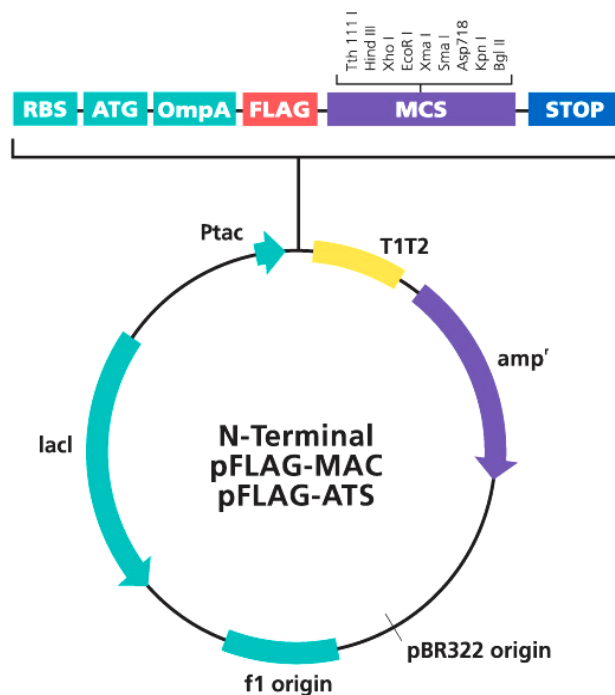 Tth 111 I
Hind III
Xho I
EcoR I
Xma I
Sma I
Asp718
Kpn I
Bgl II
RBS
ATG
OmpA
FLAG
MCS
STOP
Ptac
T1T2
ampʳ
lacI
N-Terminal
pFLAG-MAC
pFLAG-ATS
pBR322 origin
f1 origin